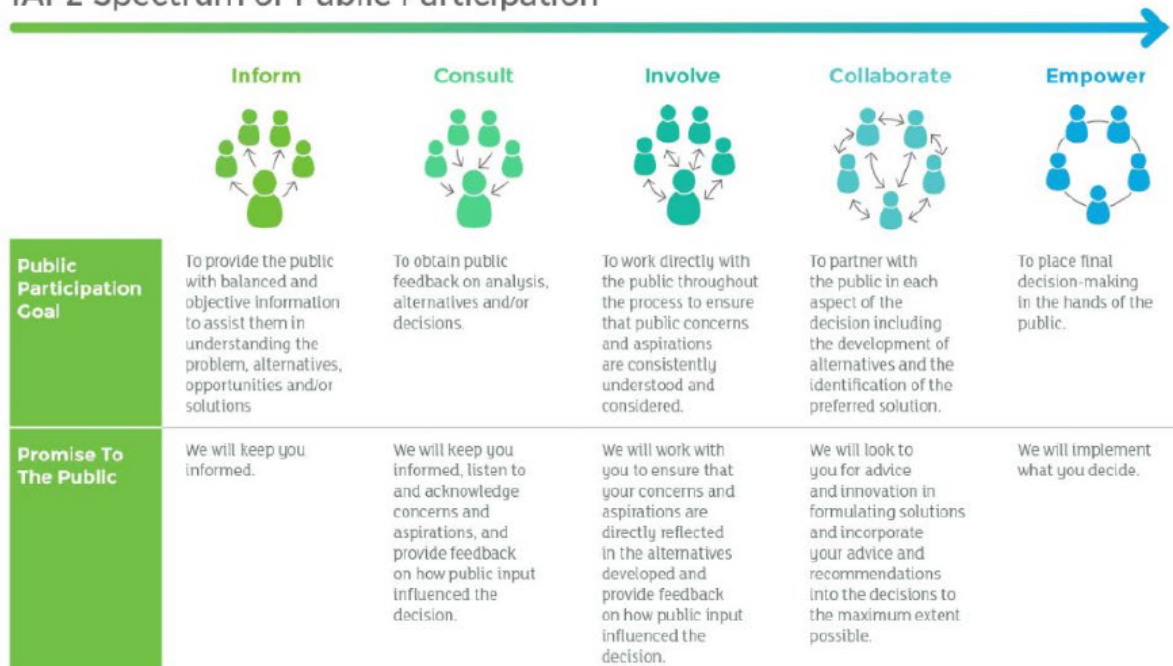 IAP2 Spectrum of Public Participation
Inform
Consult
Involve
Collaborate
Empower
Public
Participation
Goal
To provide the public
with balanced and
objective information
to assist them in
understanding the
problem, alternatives,
opportunities and/or
solutions
To obtain public
feedback on analysis,
alternatives and/or
decisions.
To work directly with
the public throughout
the process to ensure
that public concerns
and aspirations
are consistently
understood and
considered.
To partner with
the public in each
aspect of the
decision including
the development of
alternatives and the
identification of the
preferred solution.
To place final
decision-making
in the hands of the
public.
Promise To
The Public
We will keep you
informed.
We will keep you
informed, listen to
and acknowledge
concerns and
aspirations, and
provide feedback
on how public input
influenced the
decision.
We will work with
you to ensure that
your concerns and
aspirations are
directly reflected
in the alternatives
developed and
provide feedback
on how public input
influenced the
decision.
We will look to
you for advice
and innovation in
formulating solutions
and incorporate
your advice and
recommendations
into the decisions to
the maximum extent
possible.
We will implement
what you decide.